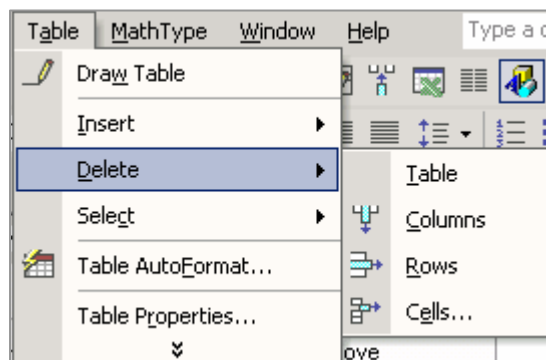 Table MathType Window Help Type a
Draw Table
Insert
Delete
Table
Select
Columns
Table AutoFormat...
Rows
Table Properties...
Cells...
ove